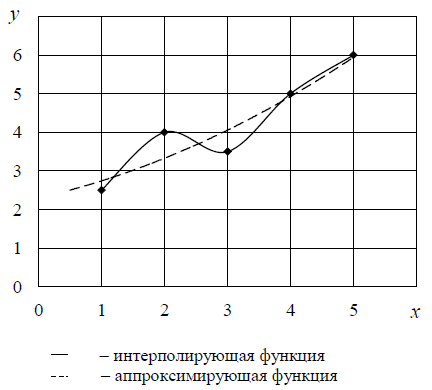 y
6
5
4
3
2
1
0
0 1 2 3 4 5 x
– интерполирующая функция
– аппроксимирующая функция